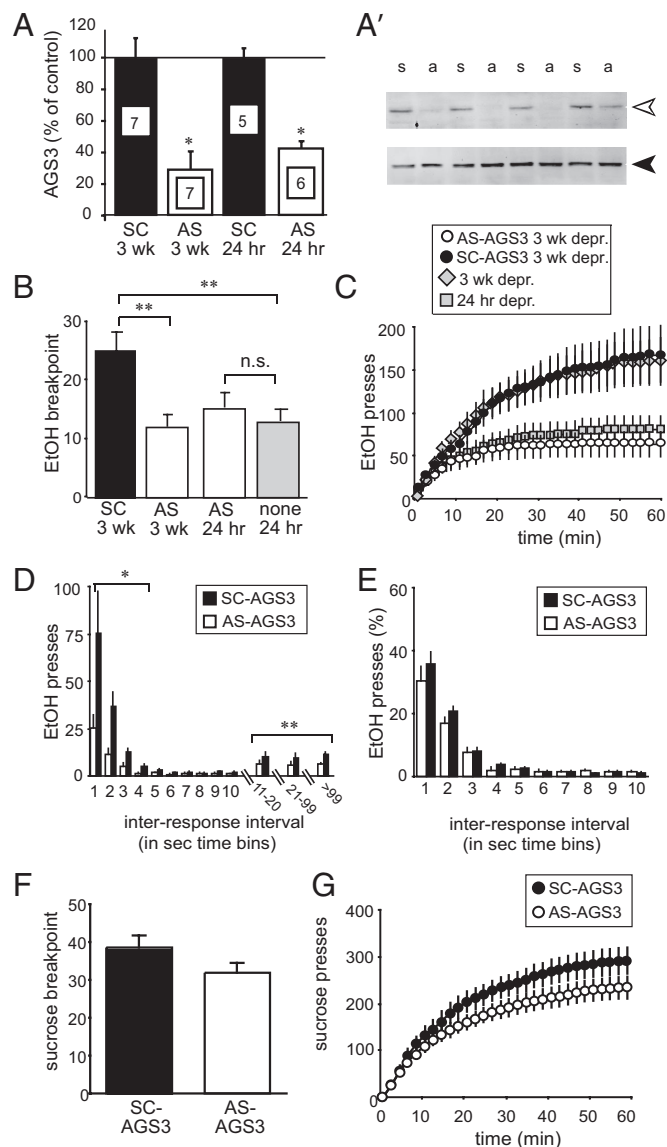 A
AGS3 (% of control)
120
100
80
60
40
20
0
7
*
7
5
*
6
SC
3 wk
AS
3 wk
SC
24 hr
AS
24 hr
A'
s a s a s a s a
AS-AGS3 3 wk depr.
SC-AGS3 3 wk depr.
3 wk depr.
24 hr depr.
B
EtOH breakpoint
30
20
10
0
**
**
n.s.
SC
3 wk
AS
3 wk
AS
24 hr
none
24 hr
C
EtOH presses
200
150
100
50
0
0 10 20 30 40 50 60
time (min)
D
EtOH presses
100
75
50
25
0
*
SC-AGS3
AS-AGS3
**
1 2 3 4 5 6 7 8 9 10 11-20 21-99 >99
inter-response interval
(in sec time bins)
E
EtOH presses (%)
60
40
20
0
SC-AGS3
AS-AGS3
1 2 3 4 5 6 7 8 9 10
inter-response interval
(in sec time bins)
F
sucrose breakpoint
50
40
30
20
10
0
SC-
AGS3
AS-
AGS3
G
sucrose presses
400
300
200
100
0
SC-AGS3
AS-AGS3
0 10 20 30 40 50 60
time (min)